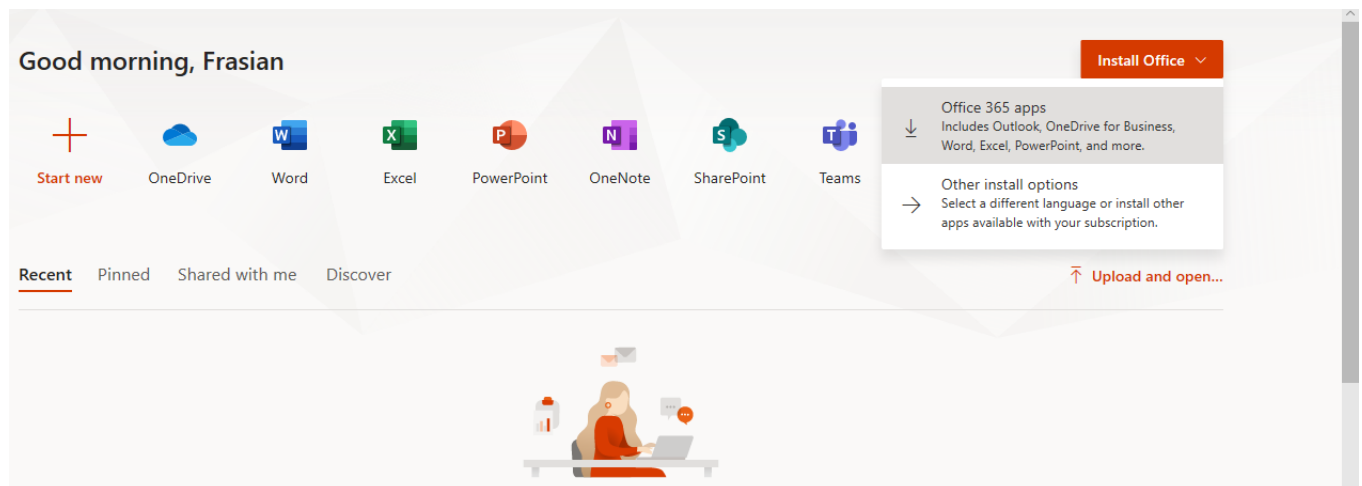 Good morning, Frasian
Install Office
Office 365 apps
Includes Outlook, OneDrive for Business,
Word, Excel, PowerPoint, and more.
Other install options
Select a different language or install other
apps available with your subscription.
W
X
P
N
S
T
Start new
OneDrive
Word
Excel
PowerPoint
OneNote
SharePoint
Teams
Recent
Pinned
Shared with me
Discover
Upload and open...